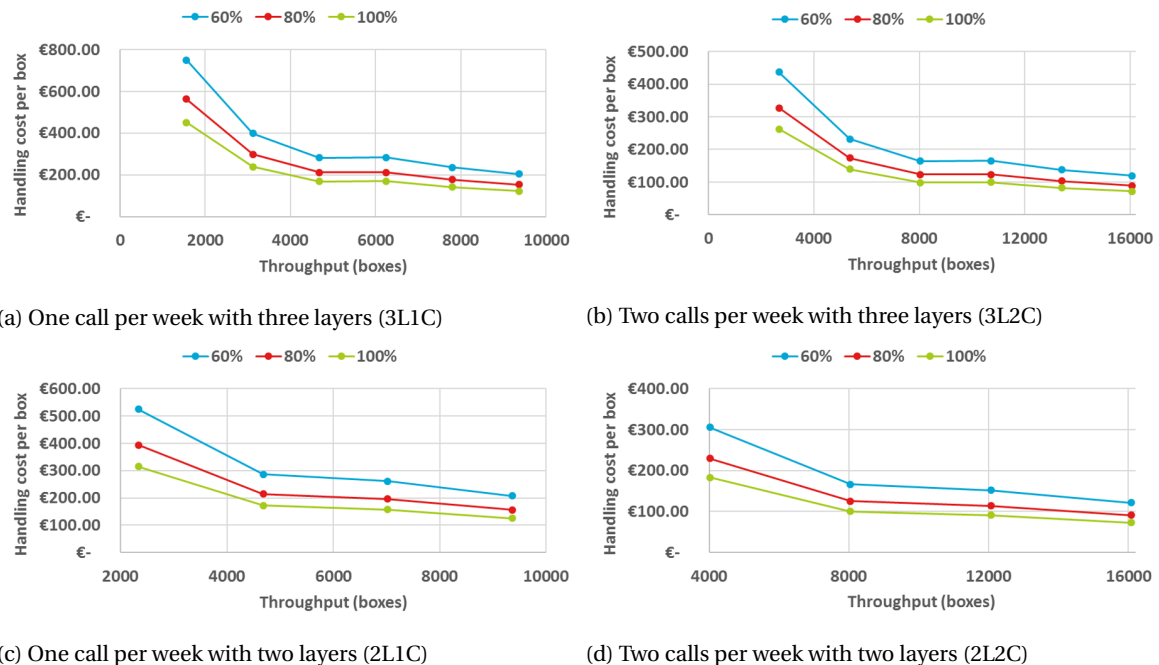 60% 80% 100%
€800.00
€600.00
€400.00
€200.00
€-
Handling cost per box
0 2000 4000 6000 8000 10000
Throughput (boxes)
(a) One call per week with three layers (3L1C)
60% 80% 100%
€500.00
€400.00
€300.00
€200.00
€100.00
€-
Handling cost per box
0 4000 8000 12000 16000
Throughput (boxes)
(b) Two calls per week with three layers (3L2C)
60% 80% 100%
€600.00
€500.00
€400.00
€300.00
€200.00
€100.00
€-
Handling cost per box
2000 4000 6000 8000 10000
Throughput (boxes)
(c) One call per week with two layers (2L1C)
60% 80% 100%
€400.00
€300.00
€200.00
€100.00
€-
Handling cost per box
4000 8000 12000 16000
Throughput (boxes)
(d) Two calls per week with two layers (2L2C)